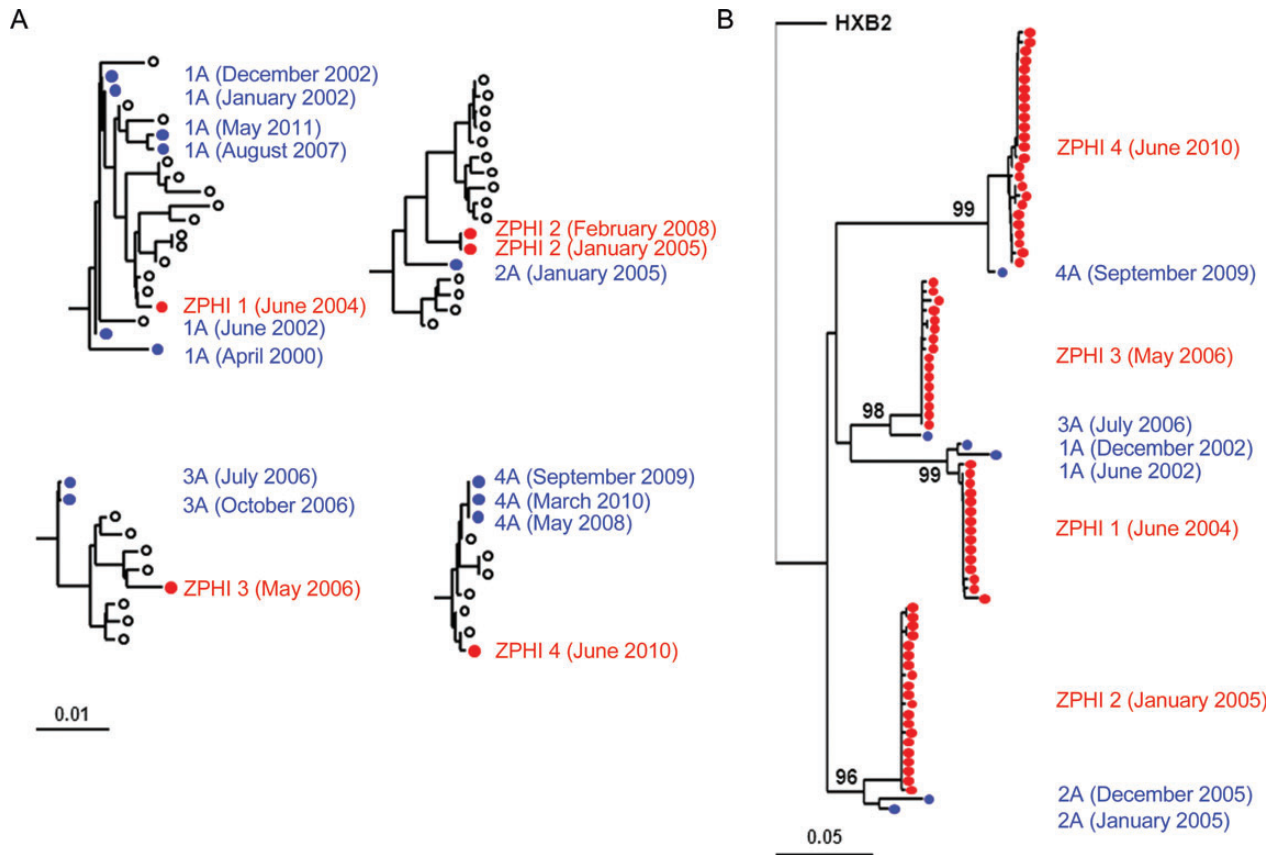 A
1A (December 2002)
1A (January 2002)
1A (May 2011)
1A (August 2007)
ZPHI 1 (June 2004)
1A (June 2002)
1A (April 2000)
ZPHI 2 (February 2008)
ZPHI 2 (January 2005)
2A (January 2005)
3A (July 2006)
3A (October 2006)
ZPHI 3 (May 2006)
4A (September 2009)
4A (March 2010)
4A (May 2008)
ZPHI 4 (June 2010)
0.01
B
HXB2
ZPHI 4 (June 2010)
99
4A (September 2009)
ZPHI 3 (May 2006)
98
3A (July 2006)
1A (December 2002)
99
1A (June 2002)
ZPHI 1 (June 2004)
ZPHI 2 (January 2005)
96
2A (December 2005)
2A (January 2005)
0.05